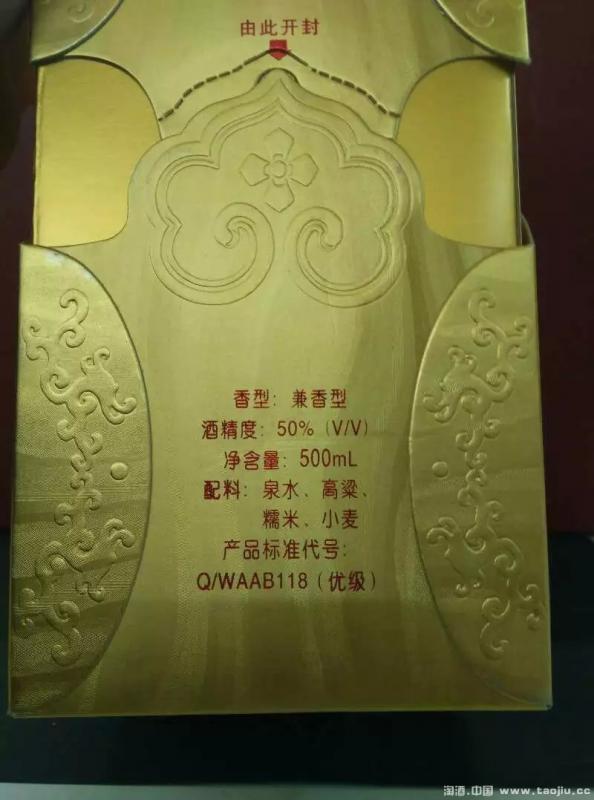 由此开封
香型：兼香型
酒精度：50%（V/V）
净含量：500mL
配料：泉水、高粱、
糯米、小麦
产品标准代号：
Q/WAAB118（优级）
淘酒.中国 www.taojiu.cc